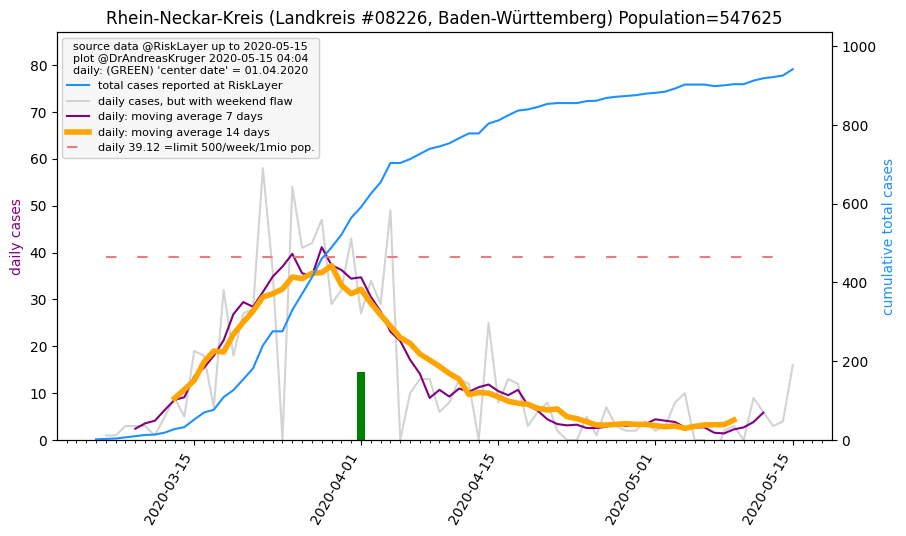 Rhein-Neckar-Kreis (Landkreis #08226, Baden-Württemberg) Population=547625
source data @RiskLayer up to 2020-05-15
plot @DrAndreasKruger 2020-05-15 04:04
daily: (GREEN) 'center date' = 01.04.2020
total cases reported at RiskLayer
daily cases, but with weekend flaw
daily: moving average 7 days
daily: moving average 14 days
daily 39.12 =limit 500/week/1mio pop.
daily cases
80
70
60
50
40
30
20
10
0
1000
800
600
400
200
0
cumulative total cases
2020-03-15
2020-04-01
2020-04-15
2020-05-01
2020-05-15